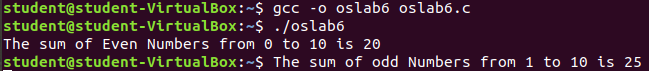 student@student-VirtualBox:~$ gcc -o oslab6 oslab6.c
student@student-VirtualBox:~$ ./oslab6
The sum of Even Numbers from 0 to 10 is 20
student@student-VirtualBox:~$ The sum of odd Numbers from 1 to 10 is 25